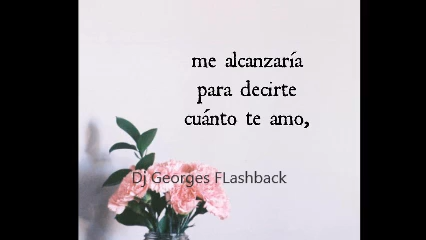 me alcanzaría
para decirte
cuánto te amo,
Dj Georges FLashback